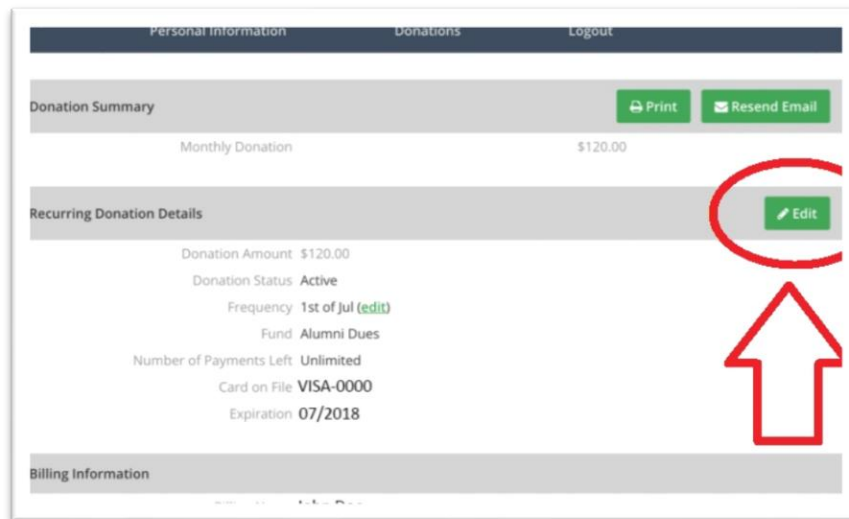 Personal Information Donations Logout
Donation Summary Print Resend Email
Monthly Donation $120.00
Recurring Donation Details Edit
Donation Amount $120.00
Donation Status Active
Frequency 1st of Jul (edit)
Fund Alumni Dues
Number of Payments Left Unlimited
Card on File VISA-0000
Expiration 07/2018
Billing Information